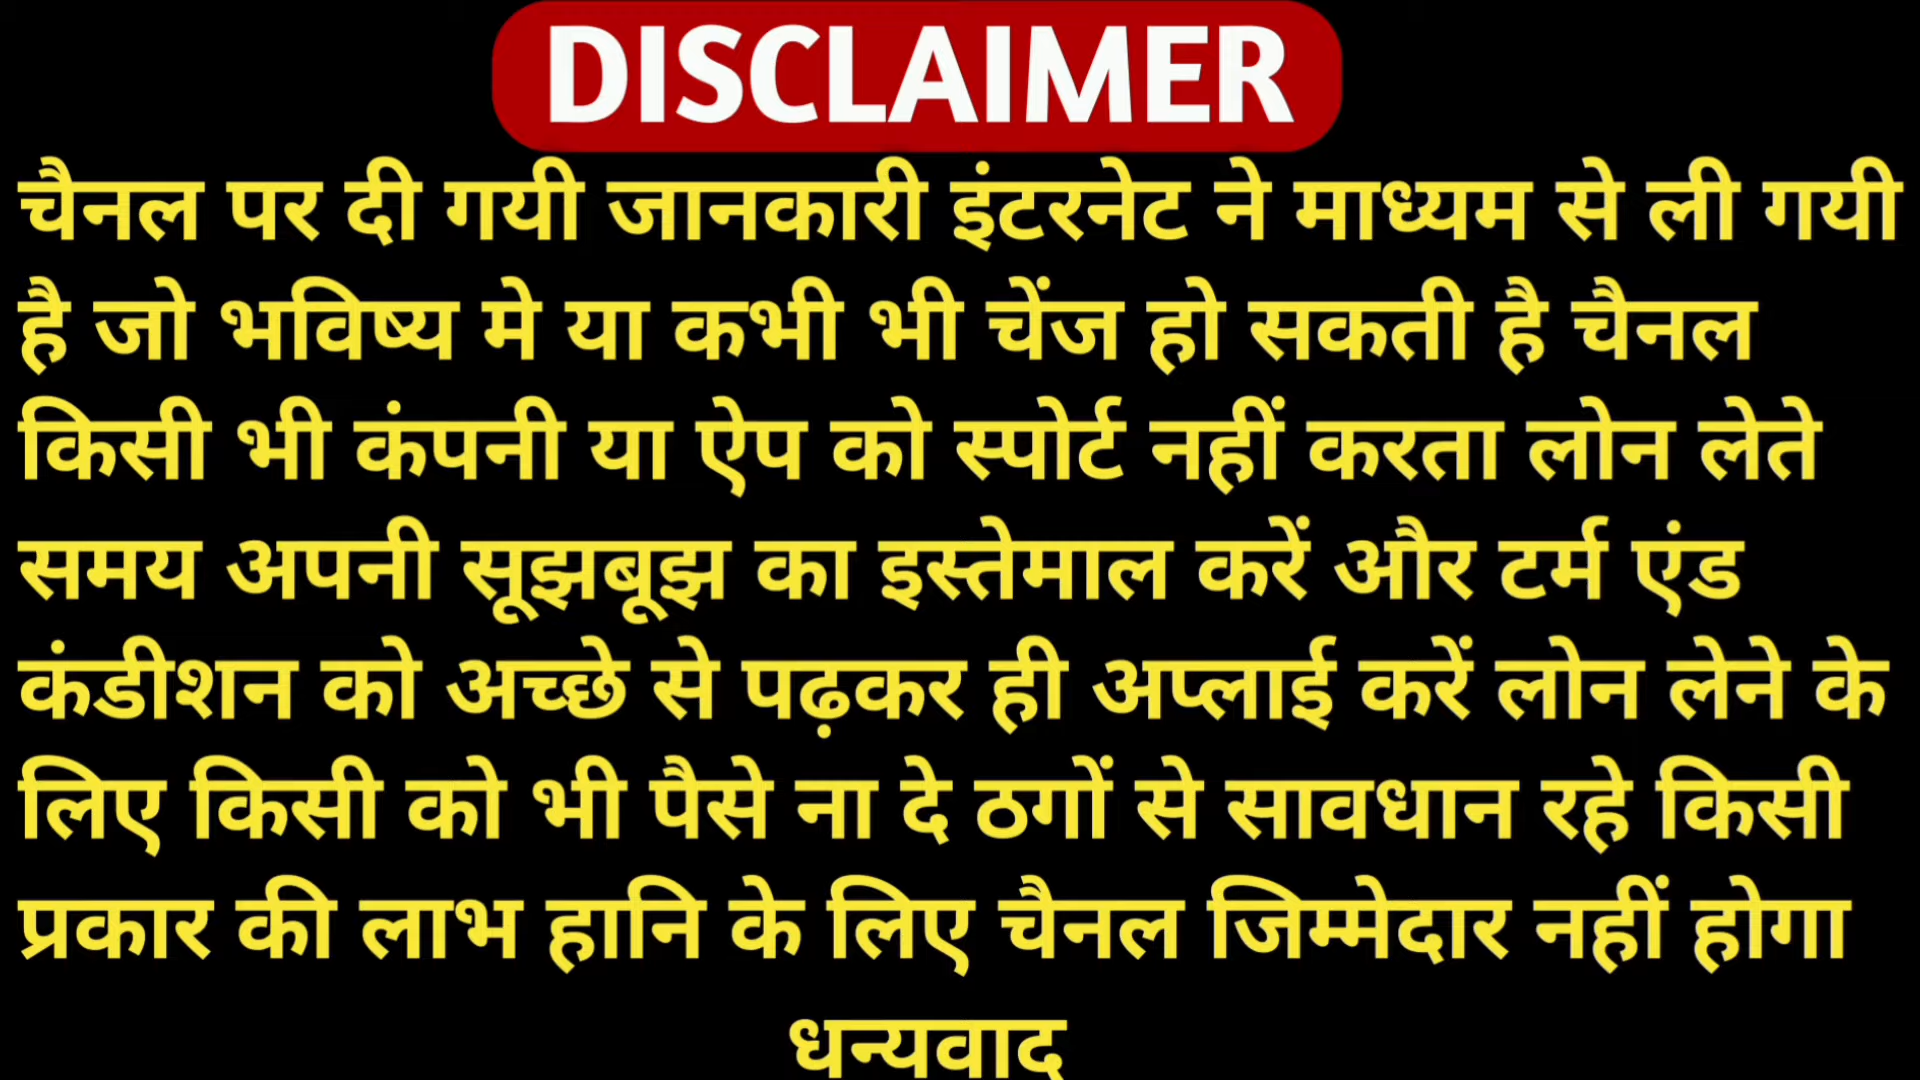 DISCLAIMER
चैनल पर दी गयी जानकारी इंटरनेट ने माध्यम से ली गयी
है जो भविष्य मे या कभी भी चेंज हो सकती है चैनल
किसी भी कंपनी या ऐप को स्पोर्ट नहीं करता लोन लेते
समय अपनी सूझबूझ का इस्तेमाल करें और टर्म एंड
कंडीशन को अच्छे से पढ़कर ही अप्लाई करें लोन लेने के
लिए किसी को भी पैसे ना दे ठगों से सावधान रहे किसी
प्रकार की लाभ हानि के लिए चैनल जिम्मेदार नहीं होगा
धन्यवाद